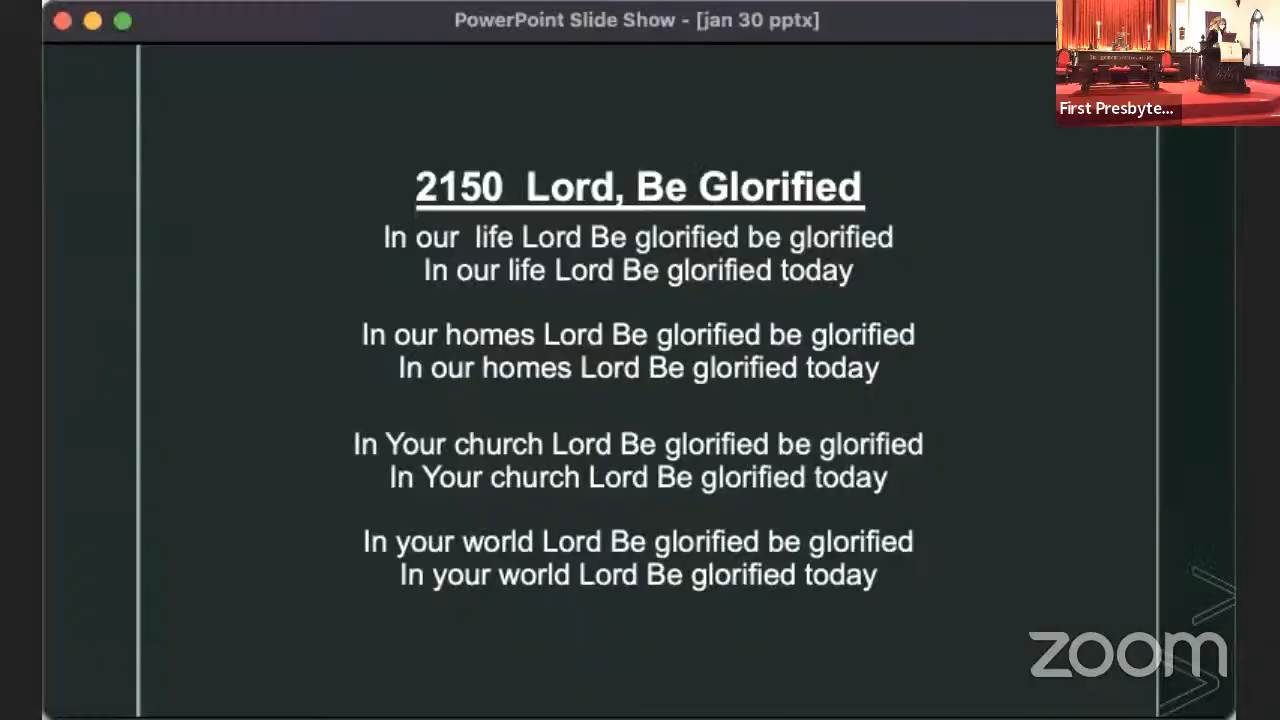 PowerPoint Slide Show - [jan 30 pptx]
First Presbyte...
2150  Lord, Be Glorified
In our  life Lord Be glorified be glorified
In our life Lord Be glorified today
In our homes Lord Be glorified be glorified
In our homes Lord Be glorified today
In Your church Lord Be glorified be glorified
In Your church Lord Be glorified today
In your world Lord Be glorified be glorified
In your world Lord Be glorified today
zoom